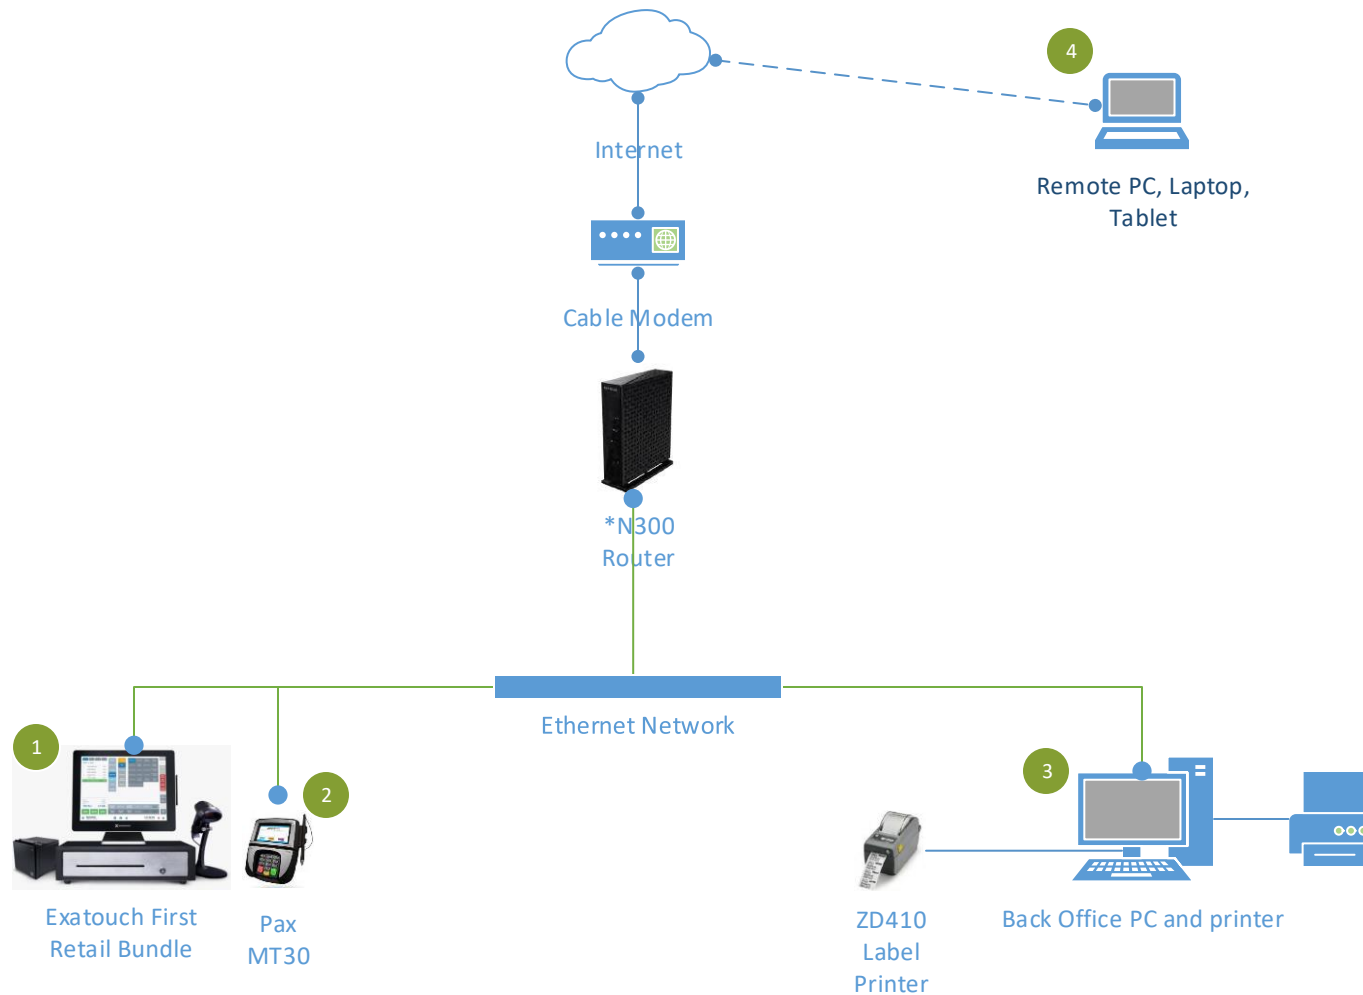 4
Internet
Remote PC, Laptop,
Tablet
Cable Modem
*N300
Router
Ethernet Network
1
2
3
Exatouch First
Retail Bundle
Pax
MT30
ZD410
Label
Printer
Back Office PC and printer